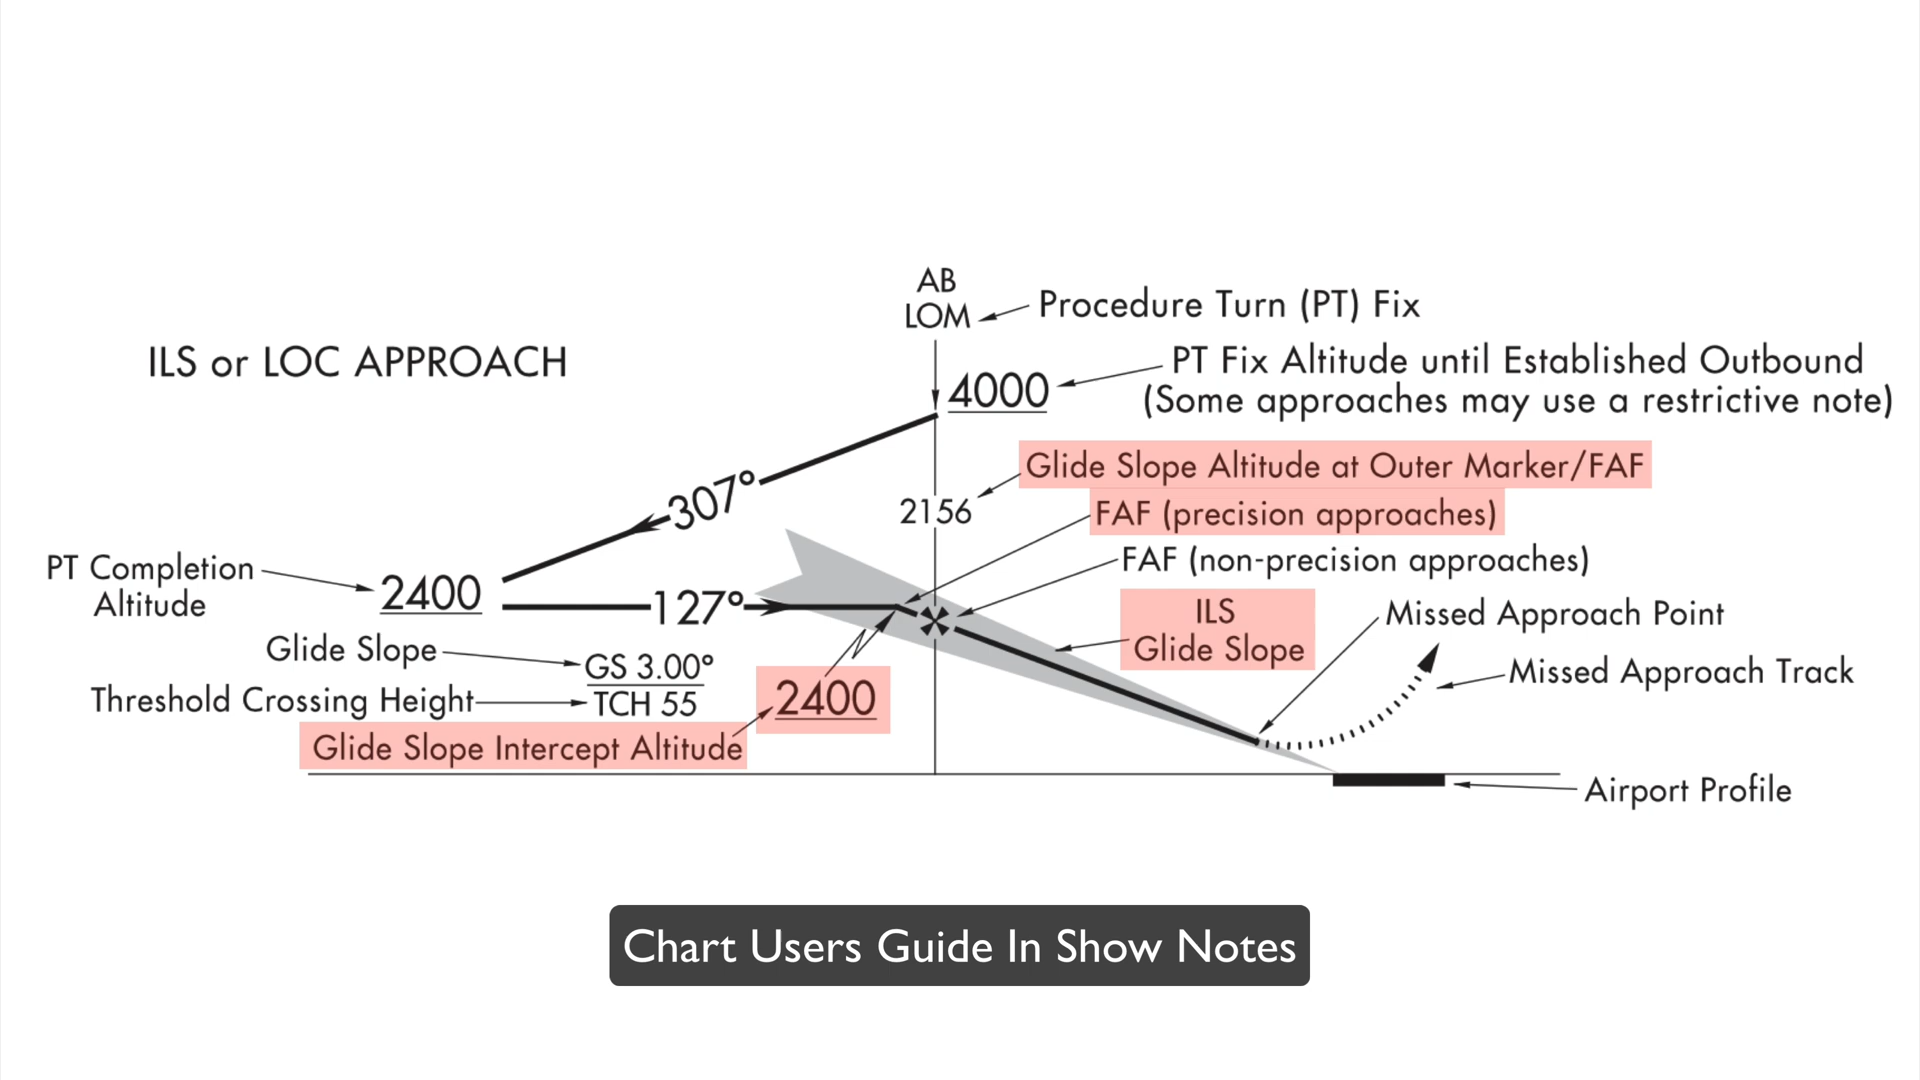 AB
LOM
Procedure Turn (PT) Fix
ILS or LOC APPROACH
4000
PT Fix Altitude until Established Outbound
(Some approaches may use a restrictive note)
Glide Slope Altitude at Outer Marker/FAF
307°
2156
FAF (precision approaches)
FAF (non-precision approaches)
PT Completion
Altitude
2400
127°
ILS
Glide Slope
Missed Approach Point
Glide Slope
GS 3.00°
Missed Approach Track
Threshold Crossing Height
TCH 55
2400
Glide Slope Intercept Altitude
Airport Profile
Chart Users Guide In Show Notes